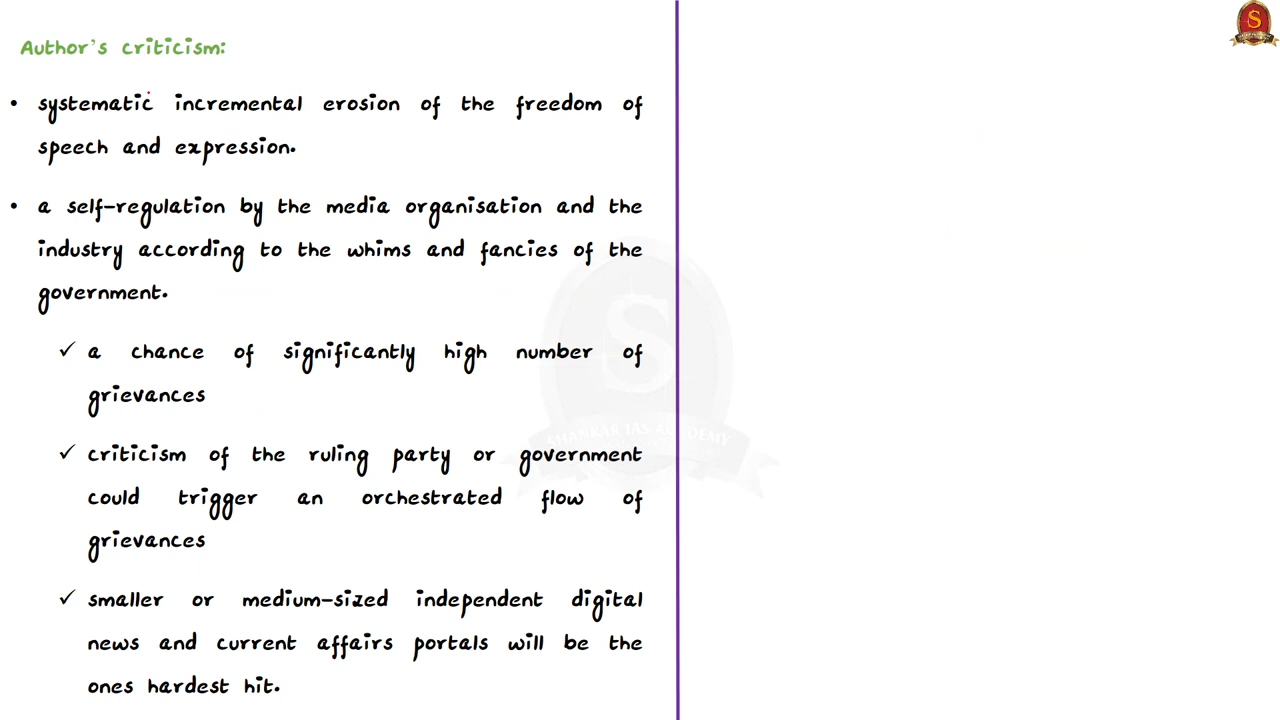 Author's criticism:
• systematic incremental erosion of the freedom of
speech and expression.
• a self-regulation by the media organisation and the
industry according to the whims and fancies of the
government.
✓ a chance of significantly high number of
grievances
✓ criticism of the ruling party or government
could trigger an orchestrated flow of
grievances
✓ smaller or medium-sized independent digital
news and current affairs portals will be the
ones hardest hit.
S
SHANKAR IAS ACADEMY
S